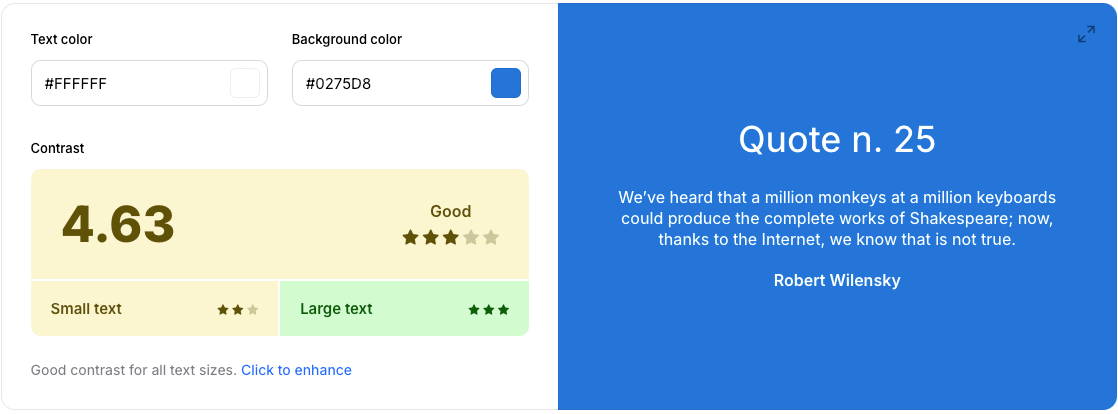 Text color
Background color
#FFFFFF
#0275D8
Contrast
4.63
Good
Small text
Large text
Good contrast for all text sizes. Click to enhance
Quote n. 25
We’ve heard that a million monkeys at a million keyboards
could produce the complete works of Shakespeare; now,
thanks to the Internet, we know that is not true.
Robert Wilensky